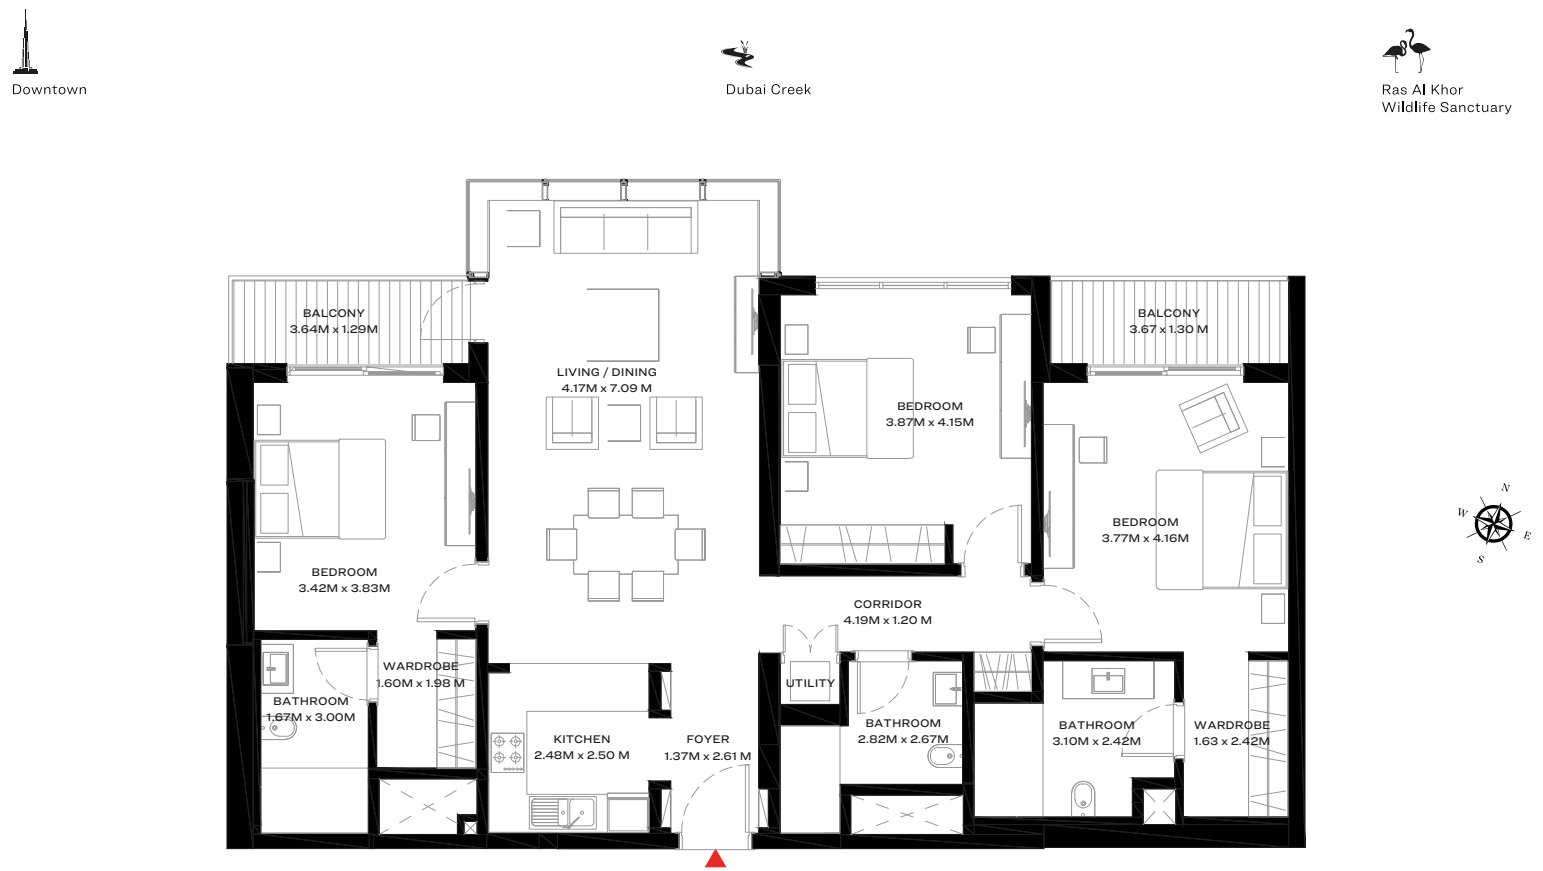 Downtown
Dubai Creek
Ras Al Khor
Wildlife Sanctuary
BALCONY
3.64M x 1.29M
LIVING / DINING
4.17M x 7.09 M
BEDROOM
3.87M x 4.15M
BALCONY
3.67 x 1.30 M
BEDROOM
3.42M x 3.83M
BEDROOM
3.77M x 4.16M
N
W
E
S
CORRIDOR
4.19M x 1.20 M
WARDROBE
1.60M x 1.98 M
BATHROOM
1.67M x 3.00M
UTILITY
KITCHEN
2.48M x 2.50 M
FOYER
1.37M x 2.61 M
BATHROOM
2.82M x 2.67M
BATHROOM
3.10M x 2.42M
WARDROBE
1.63 x 2.42M